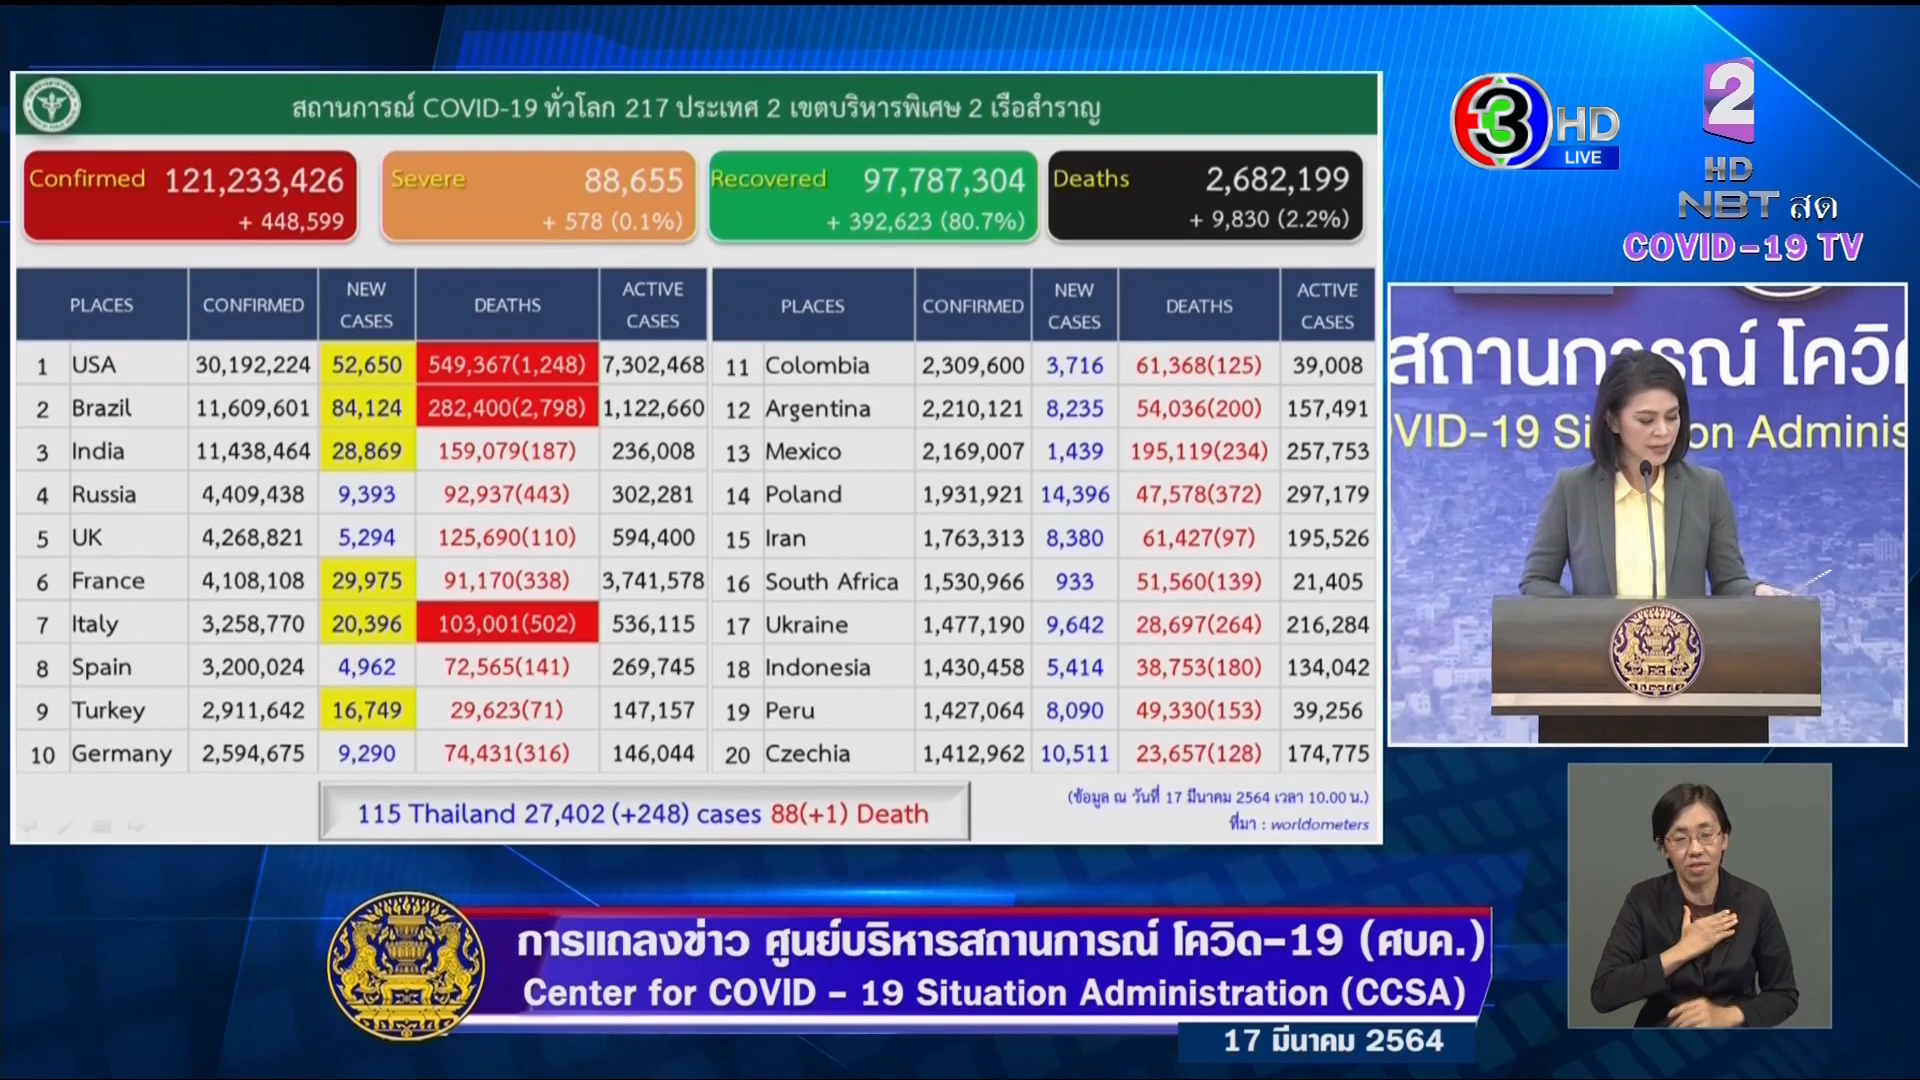 สถานการณ์ COVID-19 ทั่วโลก 217 ประเทศ 2 เขตบริหารพิเศษ 2 เรือสำราญ
Confirmed 121,233,426
+ 448,599
Severe 88,655
+ 578 (0.1%)
Recovered 97,787,304
+ 392,623 (80.7%)
Deaths 2,682,199
+ 9,830 (2.2%)
PLACES CONFIRMED NEW CASES DEATHS ACTIVE CASES
1 USA 30,192,224 52,650 549,367(1,248) 7,302,468
2 Brazil 11,609,601 84,124 282,400(2,798) 1,122,660
3 India 11,438,464 28,869 159,079(187) 236,008
4 Russia 4,409,438 9,393 92,937(443) 302,281
5 UK 4,268,821 5,294 125,690(110) 594,400
6 France 4,108,108 29,975 91,170(338) 3,741,578
7 Italy 3,258,770 20,396 103,001(502) 536,115
8 Spain 3,200,024 4,962 72,565(141) 269,745
9 Turkey 2,911,642 16,749 29,623(71) 147,157
10 Germany 2,594,675 9,290 74,431(316) 146,044
PLACES CONFIRMED NEW CASES DEATHS ACTIVE CASES
11 Colombia 2,309,600 3,716 61,368(125) 39,008
12 Argentina 2,210,121 8,235 54,036(200) 157,491
13 Mexico 2,169,007 1,439 195,119(234) 257,753
14 Poland 1,931,921 14,396 47,578(372) 297,179
15 Iran 1,763,313 8,380 61,427(97) 195,526
16 South Africa 1,530,966 933 51,560(139) 21,405
17 Ukraine 1,477,190 9,642 28,697(264) 216,284
18 Indonesia 1,430,458 5,414 38,753(180) 134,042
19 Peru 1,427,064 8,090 49,330(153) 39,256
20 Czechia 1,412,962 10,511 23,657(128) 174,775
115 Thailand 27,402 (+248) cases 88(+1) Death
(ข้อมูล ณ วันที่ 17 มีนาคม 2564 เวลา 10.00 น.)
ที่มา : worldometers
3 HD
LIVE
2
HD
NBT สด
COVID-19 TV
สถานการณ์ โควิ
VID-19 Si on Adminis
การแถลงข่าว ศูนย์บริหารสถานการณ์ โควิด-19 (ศบค.)
Center for COVID - 19 Situation Administration (CCSA)
17 มีนาคม 2564